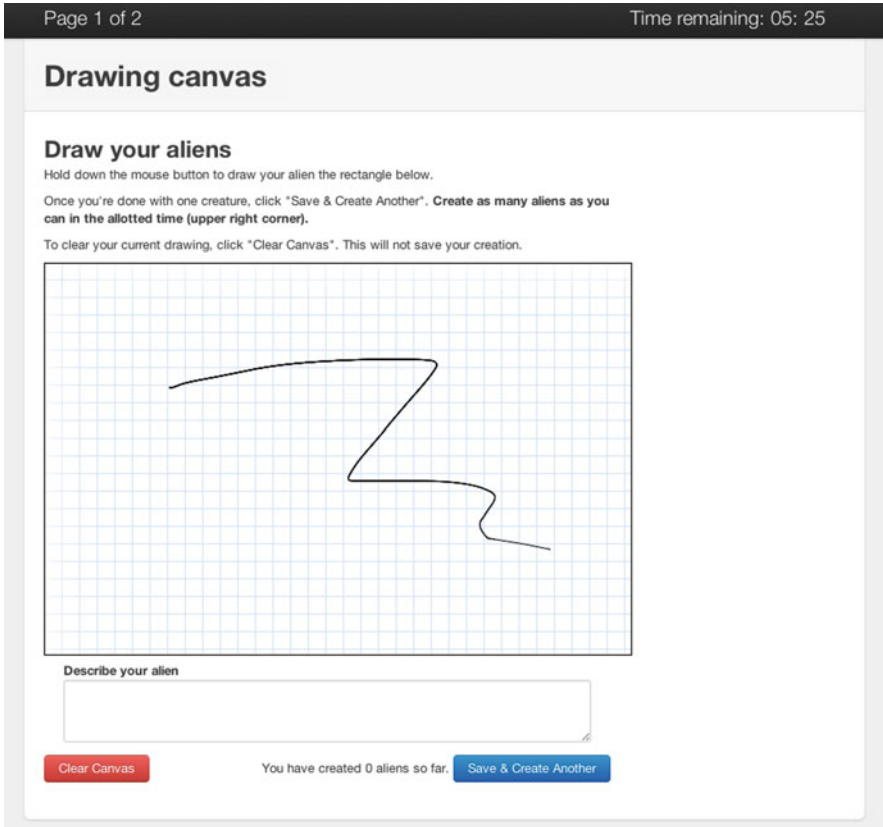 Page 1 of 2
Time remaining: 05: 25
Drawing canvas
Draw your aliens
Hold down the mouse button to draw your alien the rectangle below.
Once you're done with one creature, click "Save & Create Another". Create as many aliens as you
can in the allotted time (upper right corner).
To clear your current drawing, click "Clear Canvas". This will not save your creation.
Describe your alien
Clear Canvas
You have created 0 aliens so far.
Save & Create Another